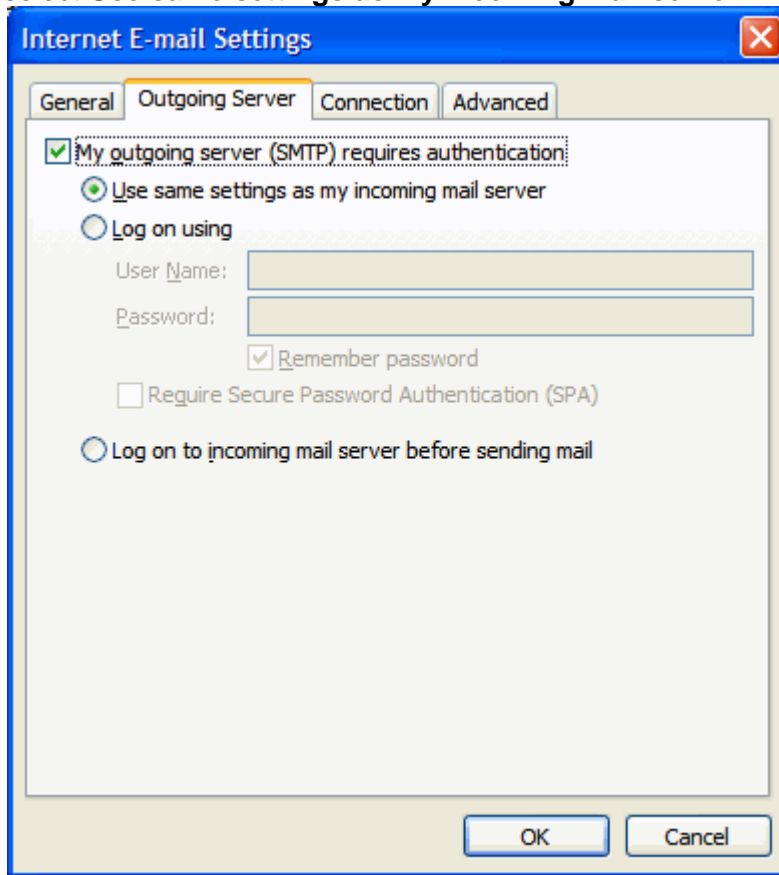 Internet E-mail Settings
General Outgoing Server Connection Advanced
My outgoing server (SMTP) requires authentication
Use same settings as my incoming mail server
Log on using
User Name:
Password:
Remember password
Require Secure Password Authentication (SPA)
Log on to incoming mail server before sending mail
OK Cancel